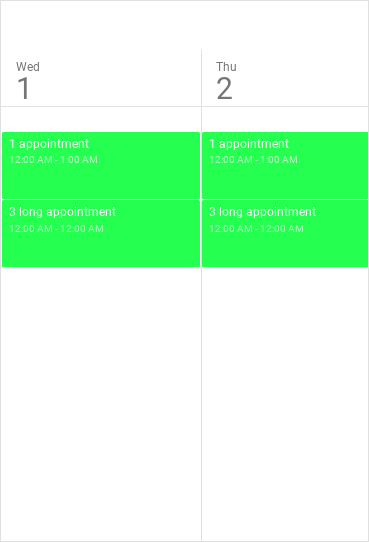 Wed
1
Thu
2
1 appointment
12:00 AM - 1:00 AM
1 appointment
12:00 AM - 1:00 AM
3 long appointment
12:00 AM - 12:00 AM
3 long appointment
12:00 AM - 12:00 AM